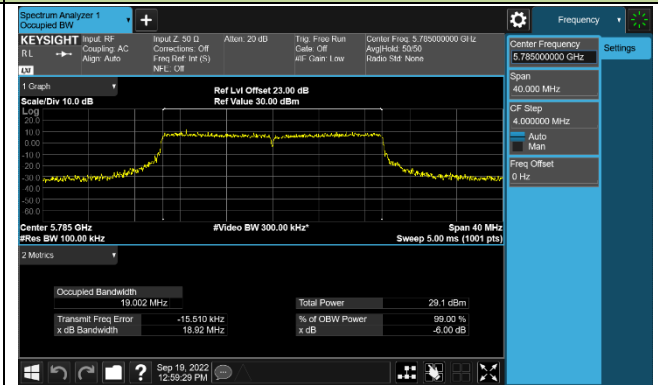 Spectrum Analyzer 1
Occupied BW
Frequency
KEYSIGHT
Input: RF
Coupling: AC
Align: Auto
Input Z: 50 Ω
Corrections: Off
Freq Ref: Int (S)
NFE: Off
Atten: 20 dB
Trig: Free Run
Gate: Off
#IF Gain: Low
Center Freq: 5.785000000 GHz
Avg|Hold: 50/50
Radio Std: None
RL
LXI
Center Frequency
5.785000000 GHz
Settings
Span
40.000 MHz
CF Step
4.000000 MHz
Auto
Man
Freq Offset
0 Hz
1 Graph
Scale/Div 10.0 dB
Ref Lvl Offset 23.00 dB
Ref Value 30.00 dBm
Log
20.0
10.0
0.00
-10.0
-20.0
-30.0
-40.0
-50.0
-60.0
Center 5.785 GHz
#Video BW 300.00 kHz*
Span 40 MHz
#Res BW 100.00 kHz
Sweep 5.00 ms (1001 pts)
2 Metrics
Occupied Bandwidth
19.002 MHz
Total Power
29.1 dBm
Transmit Freq Error
-15.510 kHz
% of OBW Power
99.00 %
x dB Bandwidth
18.92 MHz
x dB
-6.00 dB
Sep 19, 2022
12:59:29 PM